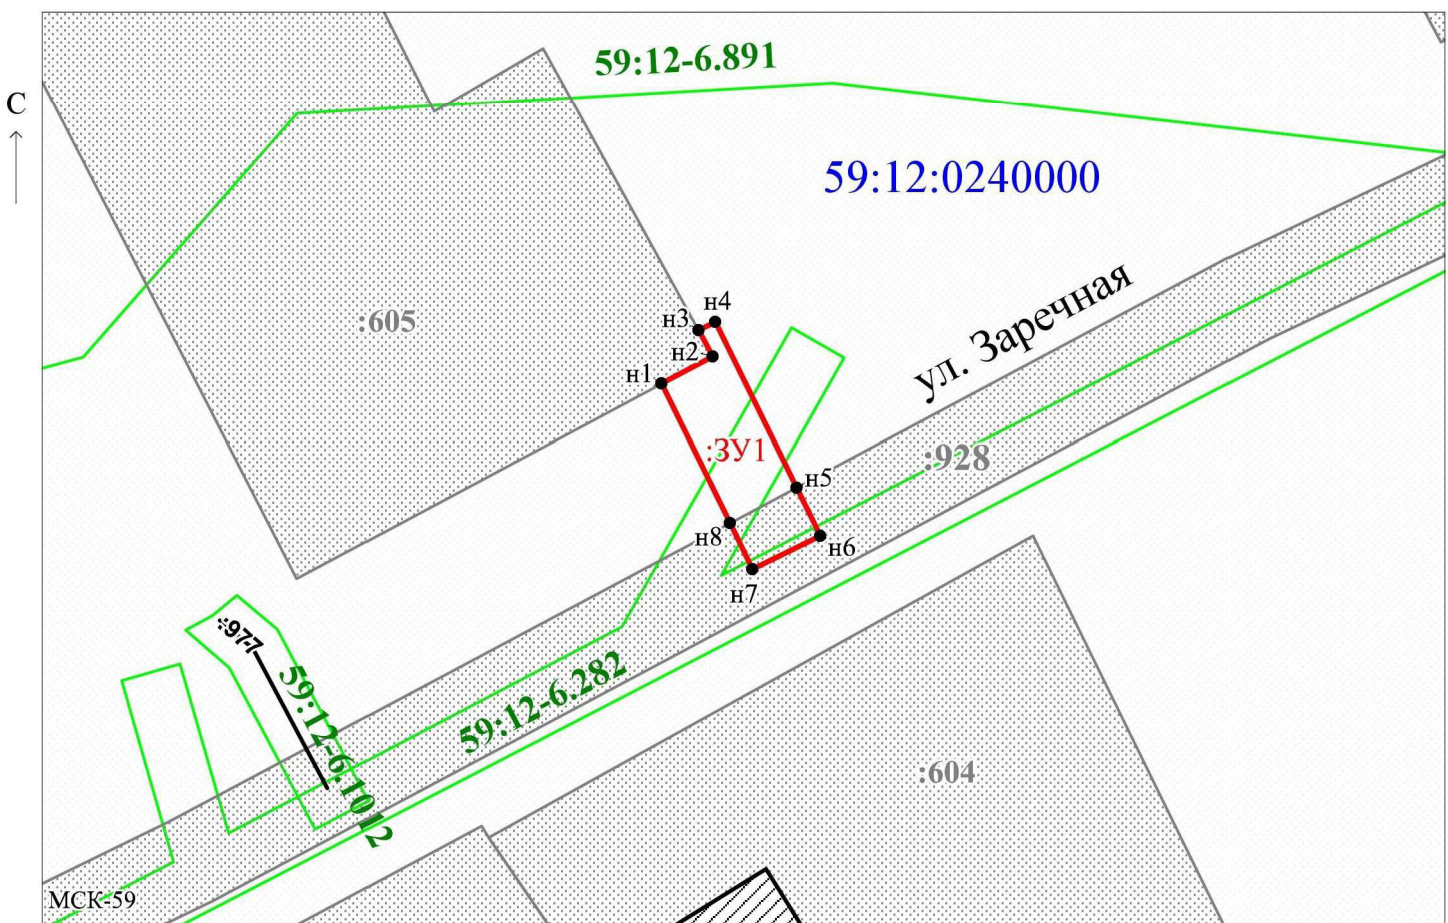 59:12-6.891
С
59:12:0240000
ул. Заречная
:605
н4
н3
н2
н1
:ЗУ1
:928
н5
н8
н6
н7
:977
59:12-6.282
59:12-6.1012
:604
МСК-59